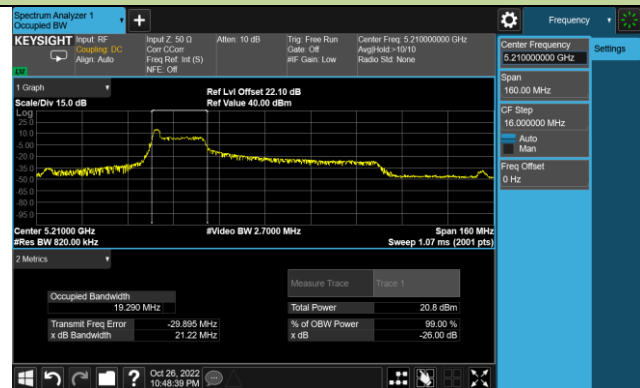 Spectrum Analyzer 1
Occupied BW
Frequency
KEYSIGHT
Input: RF
Coupling: DC
Align: Auto
Input Z: 50 Ω
Corr CCorr
Freq Ref: Int (S)
NFE: Off
Atten: 10 dB
Trig: Free Run
Gate: Off
#IF Gain: Low
Center Freq: 5.210000000 GHz
Avg|Hold:>10/10
Radio Std: None
Center Frequency
5.210000000 GHz
Settings
Span
160.00 MHz
CF Step
16.000000 MHz
Auto
Man
Freq Offset
0 Hz
1 Graph
Scale/Div 15.0 dB
Ref Lvl Offset 22.10 dB
Ref Value 40.00 dBm
Log
25.0
10.0
-5.00
-20.0
-35.0
-50.0
-65.0
-80.0
-95.0
Center 5.21000 GHz
#Res BW 820.00 kHz
#Video BW 2.7000 MHz
Span 160 MHz
Sweep 1.07 ms (2001 pts)
2 Metrics
Measure Trace
Trace 1
Occupied Bandwidth
19.290 MHz
Total Power
20.8 dBm
Transmit Freq Error
-29.895 MHz
% of OBW Power
99.00 %
x dB Bandwidth
21.22 MHz
x dB
-26.00 dB
?
Oct 26, 2022
10:48:39 PM